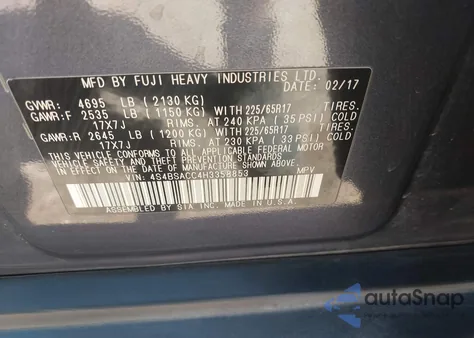 MFD BY FUJI HEAVY INDUSTRIES LTD. 02/17
GVWR: 4695 LB (2130 KG)
GAWR:F 2535 LB (1150 KG) WITH 225/65R17 TIRES.
17X7J RIMS. AT 240 KPA (35 PSI) COLD
GAWR:R 2645 LB (1200 KG) WITH 225/65R17 TIRES.
17X7J RIMS. AT 230 KPA (33 PSI) COLD
THIS VEHICLE CONFORMS TO ALL APPLICABLE FEDERAL MOTOR
VEHICLE SAFETY STANDARDS IN EFFECT ON THE DATE OF
MANUFACTURE SHOWN ABOVE.
VIN: 4S4BSACC4H3358853 MPV
ASSEMBLED BY SIA INC. MADE IN U.S.A.
autoSnap